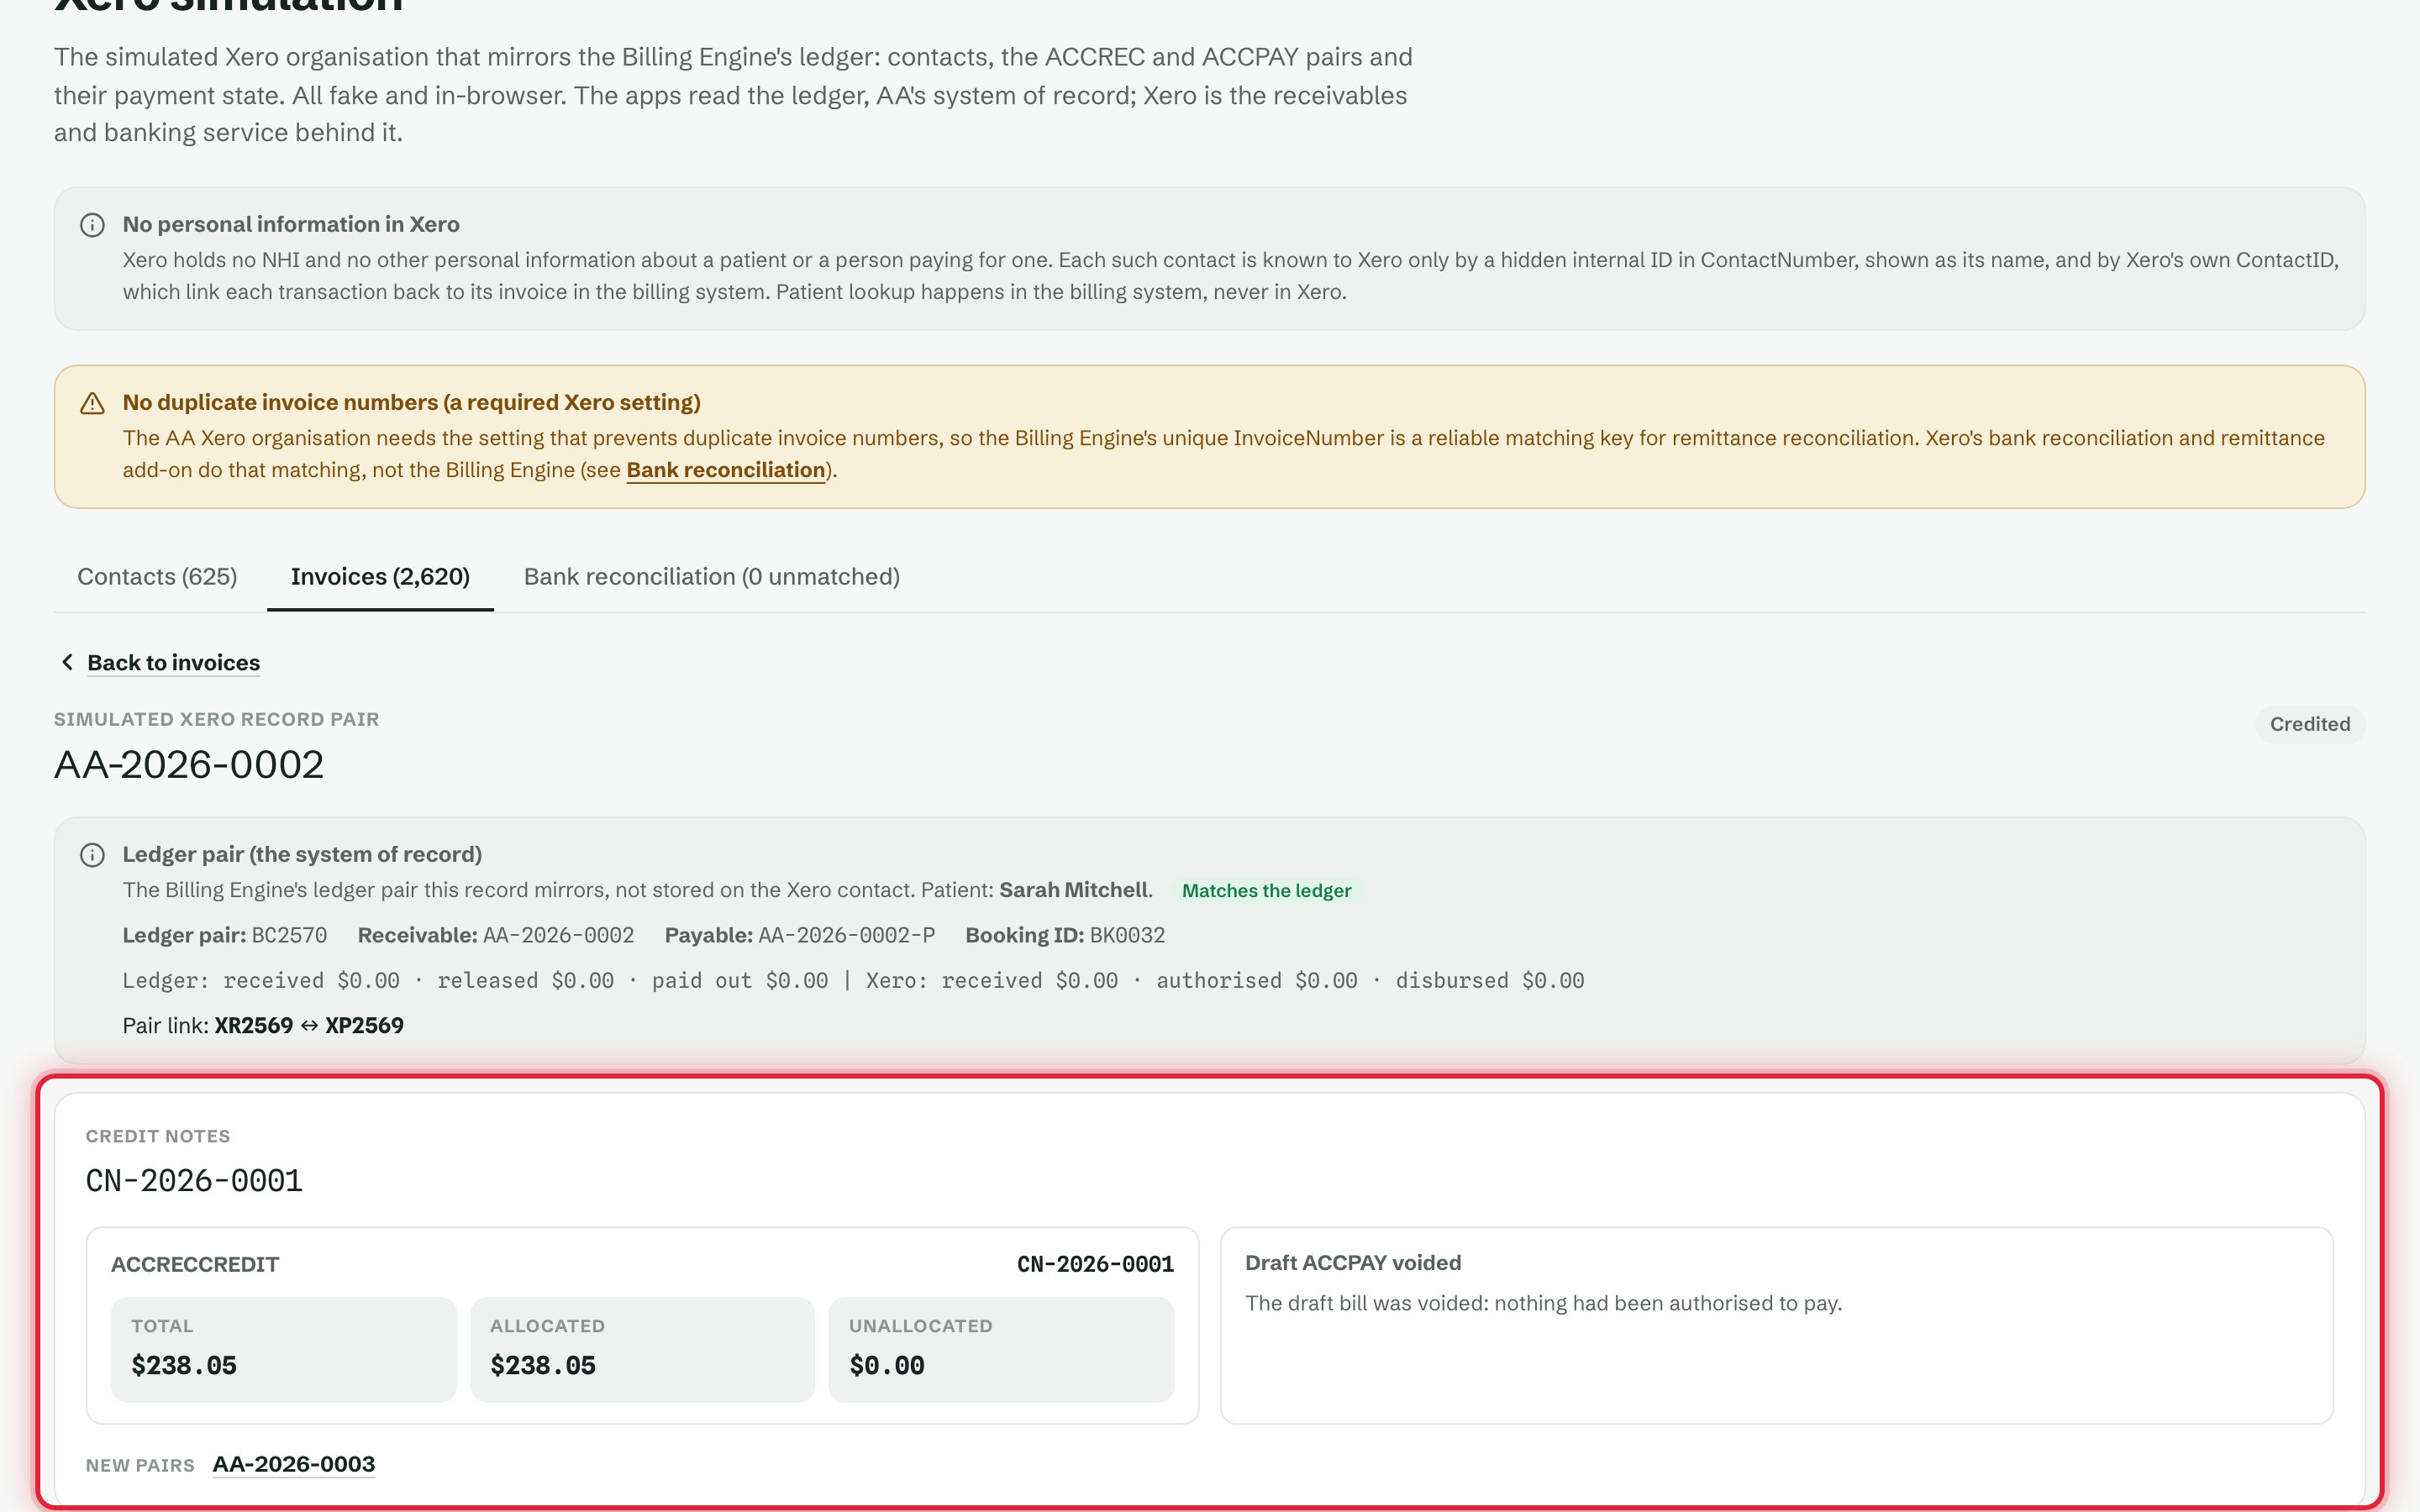 Xero simulation
The simulated Xero organisation that mirrors the Billing Engine's ledger: contacts, the ACCREC and ACCPAY pairs and
their payment state. All fake and in-browser. The apps read the ledger, AA's system of record; Xero is the receivables
and banking service behind it.
No personal information in Xero
Xero holds no NHI and no other personal information about a patient or a person paying for one. Each such contact is known to Xero only by a hidden internal ID in ContactNumber, shown as its name, and by Xero's own ContactID,
which link each transaction back to its invoice in the billing system. Patient lookup happens in the billing system, never in Xero.
No duplicate invoice numbers (a required Xero setting)
The AA Xero organisation needs the setting that prevents duplicate invoice numbers, so the Billing Engine's unique InvoiceNumber is a reliable matching key for remittance reconciliation. Xero's bank reconciliation and remittance
add-on do that matching, not the Billing Engine (see Bank reconciliation).
Contacts (625) Invoices (2,620) Bank reconciliation (0 unmatched)
Back to invoices
SIMULATED XERO RECORD PAIR
Credited
AA-2026-0002
Ledger pair (the system of record)
The Billing Engine's ledger pair this record mirrors, not stored on the Xero contact. Patient: Sarah Mitchell. Matches the ledger
Ledger pair: BC2570 Receivable: AA-2026-0002 Payable: AA-2026-0002-P Booking ID: BK0032
Ledger: received $0.00 · released $0.00 · paid out $0.00 | Xero: received $0.00 · authorised $0.00 · disbursed $0.00
Pair link: XR2569 ↔ XP2569
CREDIT NOTES
CN-2026-0001
ACCRECCREDIT CN-2026-0001
TOTAL ALLOCATED UNALLOCATED
$238.05 $238.05 $0.00
Draft ACCPAY voided
The draft bill was voided: nothing had been authorised to pay.
NEW PAIRS AA-2026-0003